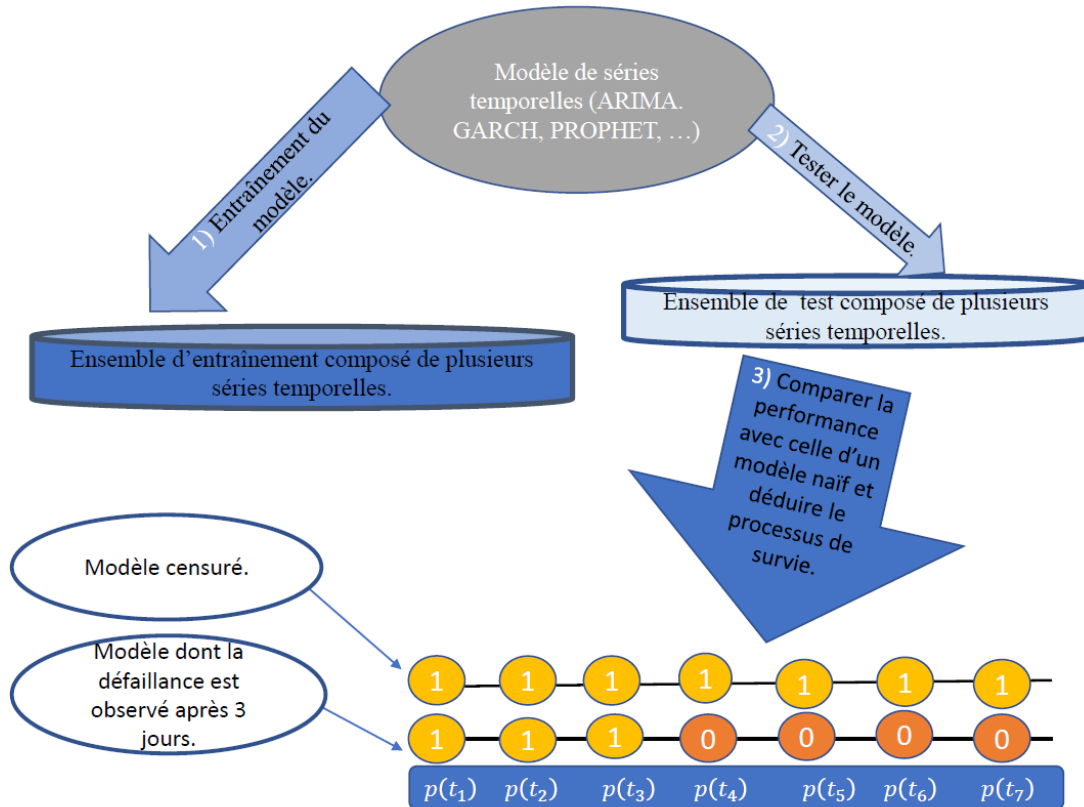 Modèle de séries
temporelles (ARIMA.
GARCH, PROPHET, …)
1) Entraînement du
modèle.
2) Tester le modèle.
Ensemble de test composé de plusieurs
séries temporelles.
Ensemble d’entraînement composé de plusieurs
séries temporelles.
3) Comparer la
performance
avec celle d’un
modèle naïf et
déduire le
processus de
survie.
Modèle censuré.
1 1 1 1 1 1 1
Modèle dont la
défaillance est
observé après 3
jours.
1 1 1 0 0 0 0
p(t₁) p(t₂) p(t₃) p(t₄) p(t₅) p(t₆) p(t₇)